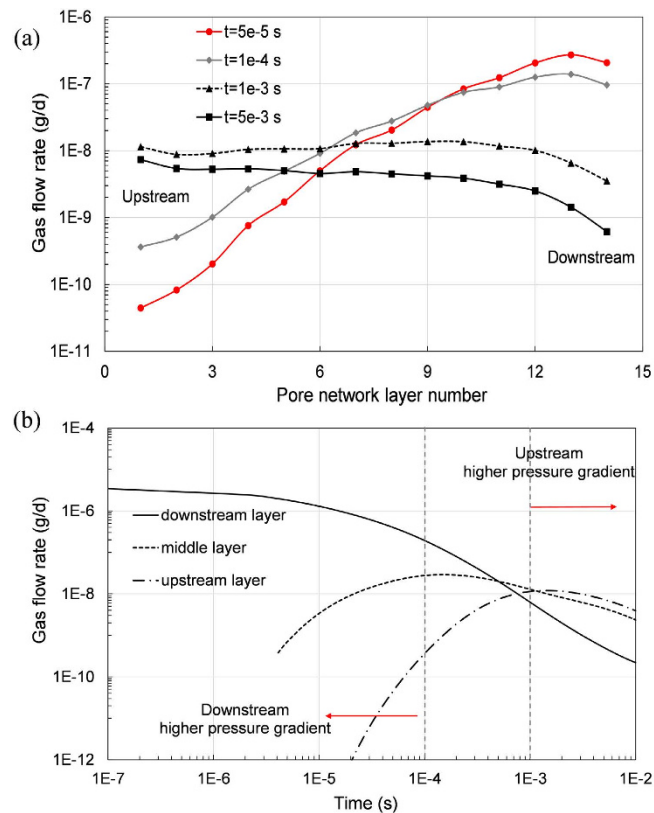 (a)
1E-6
1E-7
1E-8
1E-9
1E-10
1E-11
Gas flow rate (g/d)
t=5e-5 s
t=1e-4 s
t=1e-3 s
t=5e-3 s
Upstream
Downstream
0
3
6
9
12
15
Pore network layer number
(b)
1E-4
1E-6
1E-8
1E-10
1E-12
Gas flow rate (g/d)
Upstream
higher pressure gradient
downstream layer
middle layer
upstream layer
Downstream
higher pressure gradient
1E-7
1E-6
1E-5
1E-4
1E-3
1E-2
Time (s)